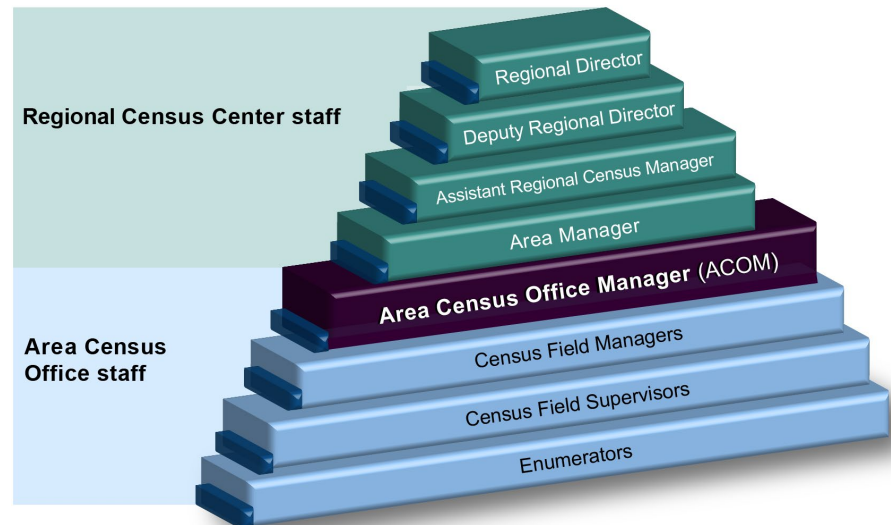 Regional Director
Deputy Regional Director
Regional Census Center staff
Assistant Regional Census Manager
Area Manager
Area Census Office Manager (ACOM)
Area Census
Office staff
Census Field Managers
Census Field Supervisors
Enumerators